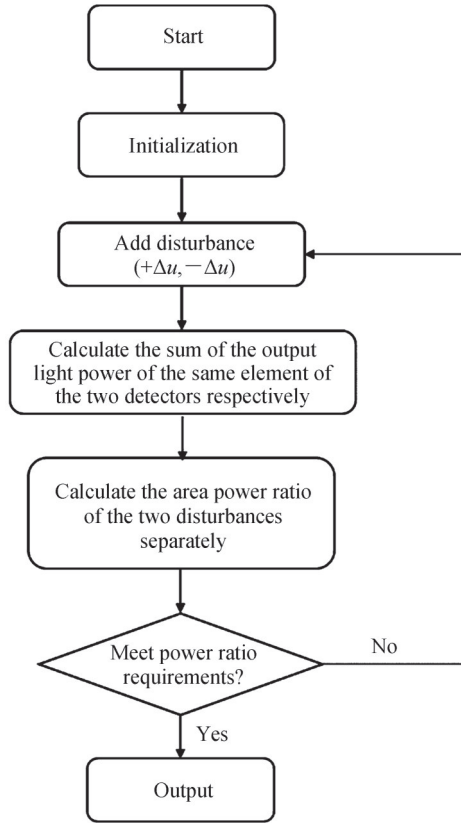 Start
Initialization
Add disturbance
(+Δu,－Δu)
Calculate the sum of the output
light power of the same element of
the two detectors respectively
Calculate the area power ratio
of the two disturbances
separately
Meet power ratio
requirements?
No
Yes
Output